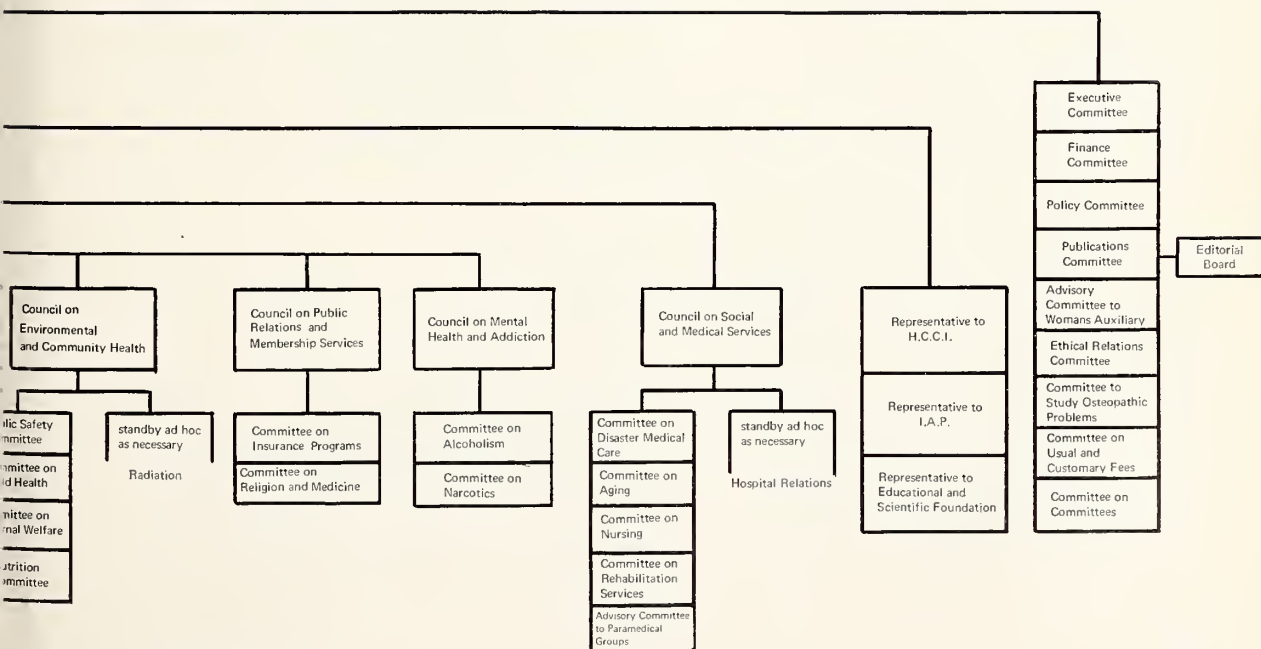 Executive
Committee
Finance
Committee
Policy Committee
Publications
Committee
Advisory
Committee to
Womans Auxiliary
Ethical Relations
Committee
Committee to
Study Osteopathic
Problems
Committee on
Usual and
Customary Fees
Committee on
Committees
Editorial
Board
Council on
Environmental
and Community Health
Council on Public
Relations and
Membership Services
Council on Mental
Health and Addiction
Council on Social
and Medical Services
Representative to
H.C.C.I.
Representative to
I.A.P.
Representative to
Educational and
Scientific Foundation
Safety
Health
Welfare
standby ad hoc
as necessary
Radiation
Committee on
Insurance Programs
Committee on
Religion and Medicine
Committee on
Alcoholism
Committee on
Narcotics
Committee on
Disaster Medical
Care
Committee on
Aging
Committee on
Nursing
Committee on
Rehabilitation
Services
Advisory Committee
to Paramedical
Groups
standby ad hoc
as necessary
Hospital Relations